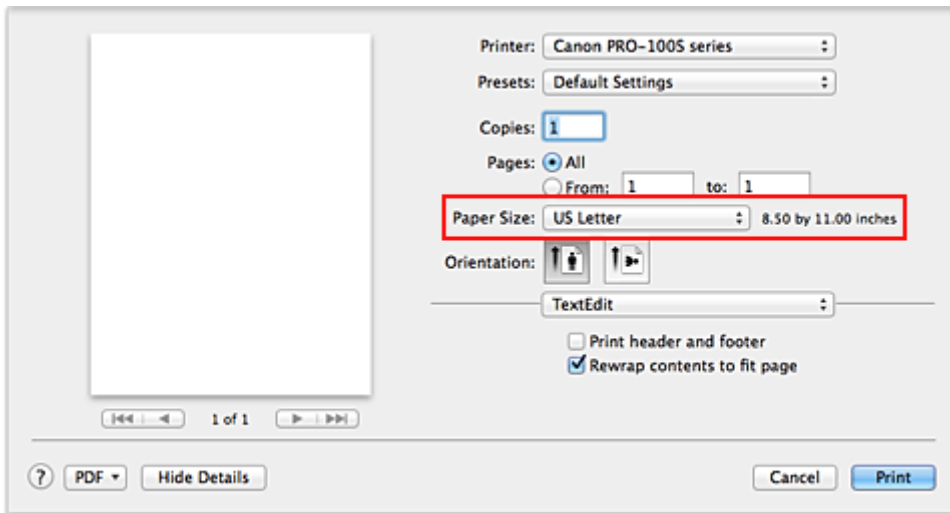 Printer: Canon PRO-100S series
Presets: Default Settings
Copies: 1
Pages: All
From: 1 to: 1
Paper Size: US Letter 8.50 by 11.00 inches
Orientation:
TextEdit
Print header and footer
Rewrap contents to fit page
1 of 1
? PDF Hide Details Cancel Print